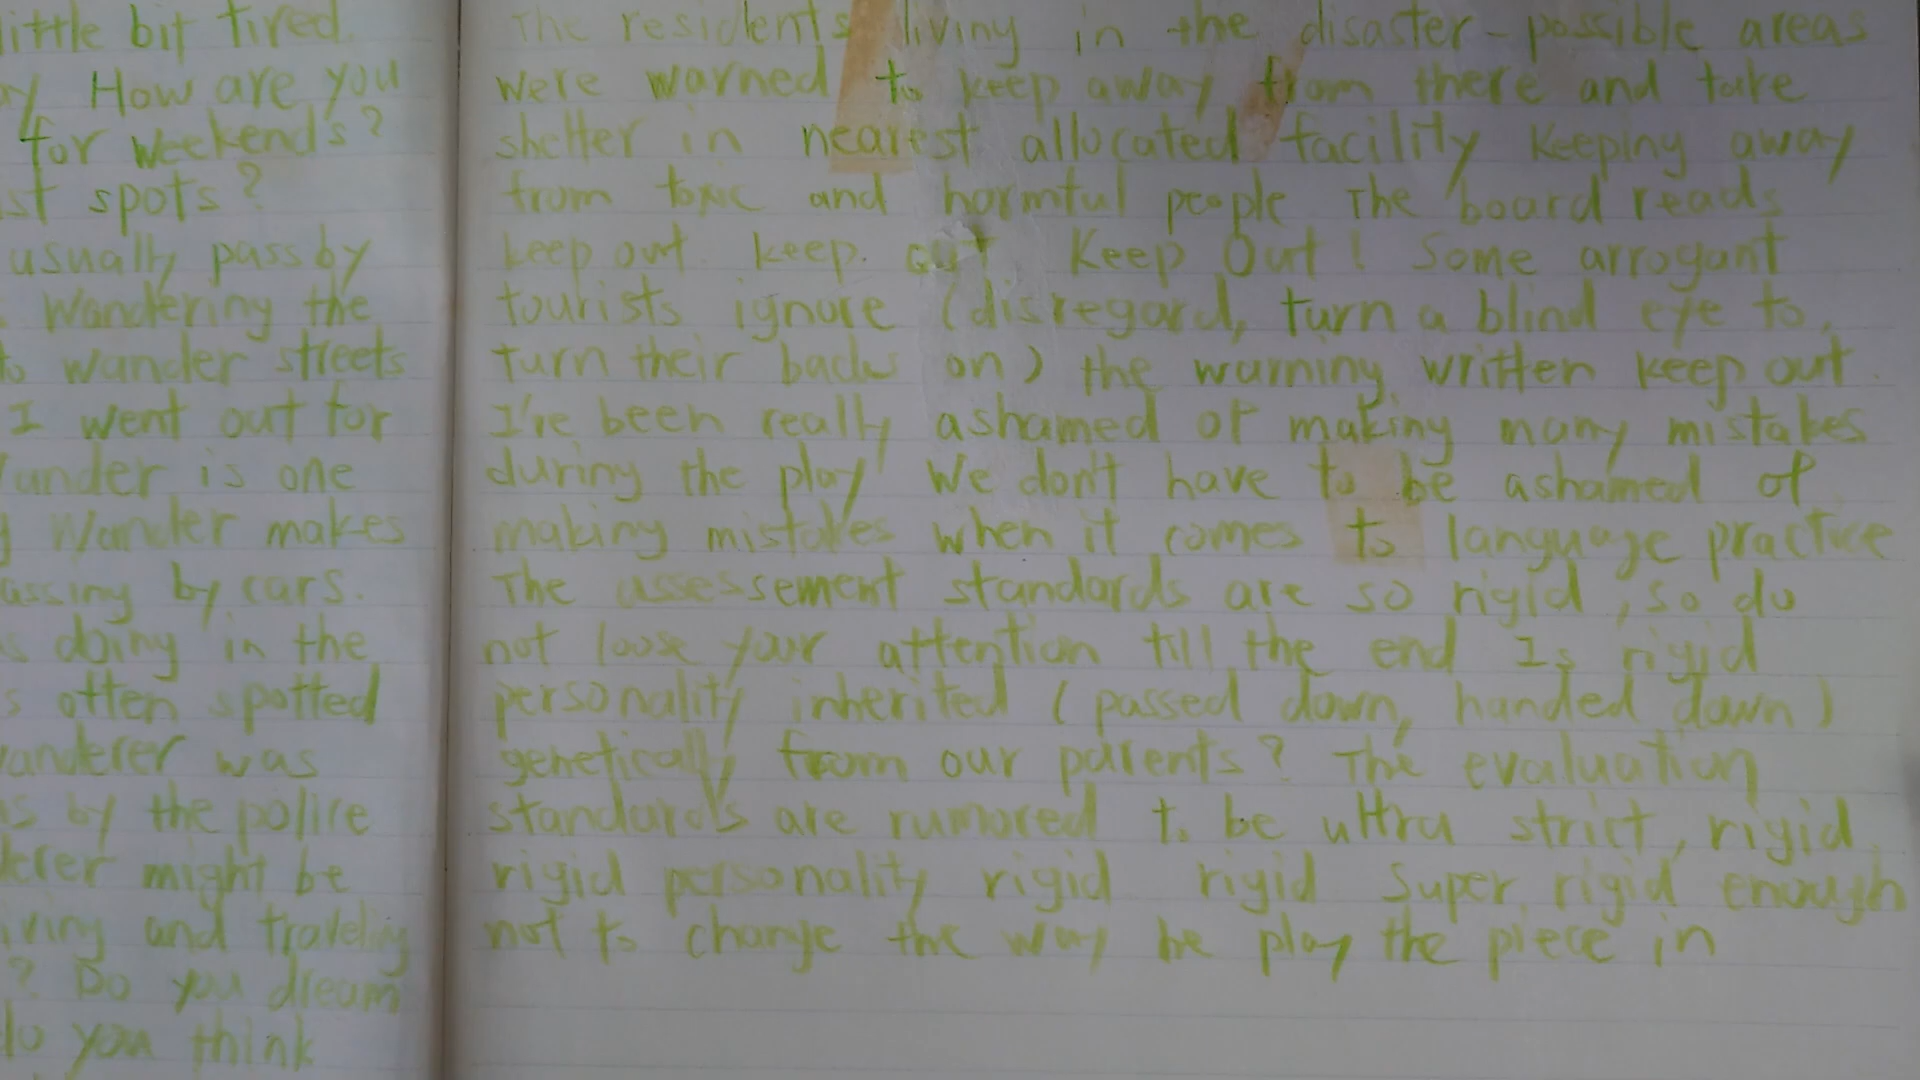 little bit tired.
ay How are you
for weekends?
st spots?
usually pass by
Wandering the
to wander streets
I went out for
Wander is one
g Wander makes
assing by cars.
s doing in the
s often spotted
wanderer was
as by the police
derer might be
iving and traveling
? Do you dream
do you think
The residents living in the disaster-possible areas
were warned to keep away from there and take
shelter in nearest allocated facility Keeping away
from toxic and harmful people The board reads
keep out. keep. out Keep Out! Some arrogant
tourists ignore (disregard, turn a blind eye to,
turn their backs on) the warning written keep out.
I've been really ashamed of making many mistakes
during the play! We don't have to be ashamed of
making mistakes when it comes to language practice
The assessement standards are so rigid, so do
not loose your attention till the end Is rigid
personality inherited (passed down, handed down)
genetically from our parents? The evaluation
standards are rumored to be ultra strict, rigid,
rigid personality rigid rigid super rigid enough
not to change the way he play the piece in